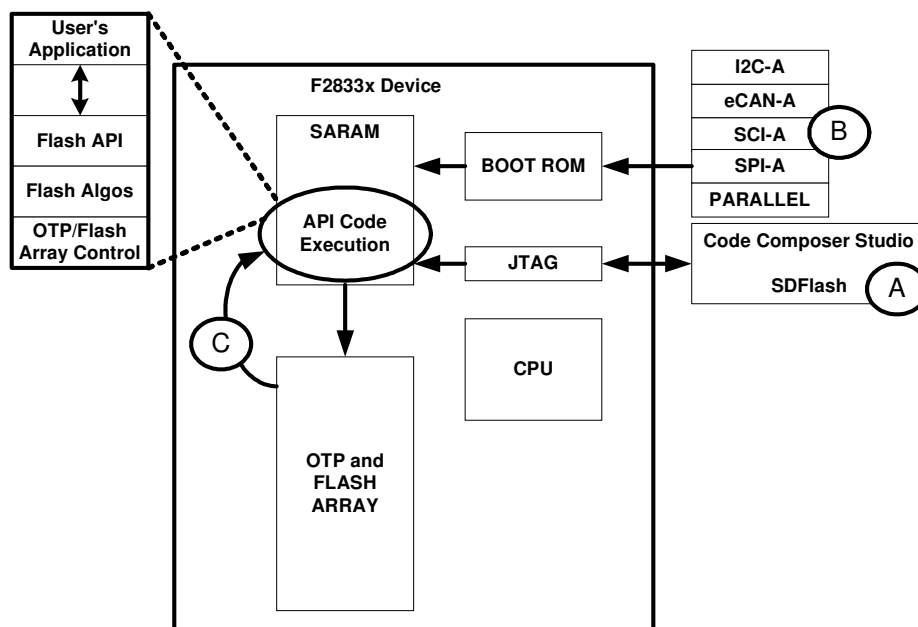 User's
Application
Flash API
Flash Algos
OTP/Flash
Array Control
F2833x Device
SARAM
API Code
Execution
BOOT ROM
JTAG
CPU
C
OTP and
FLASH
ARRAY
I2C-A
eCAN-A
SCI-A
SPI-A
PARALLEL
B
Code Composer Studio
SDFlash
A